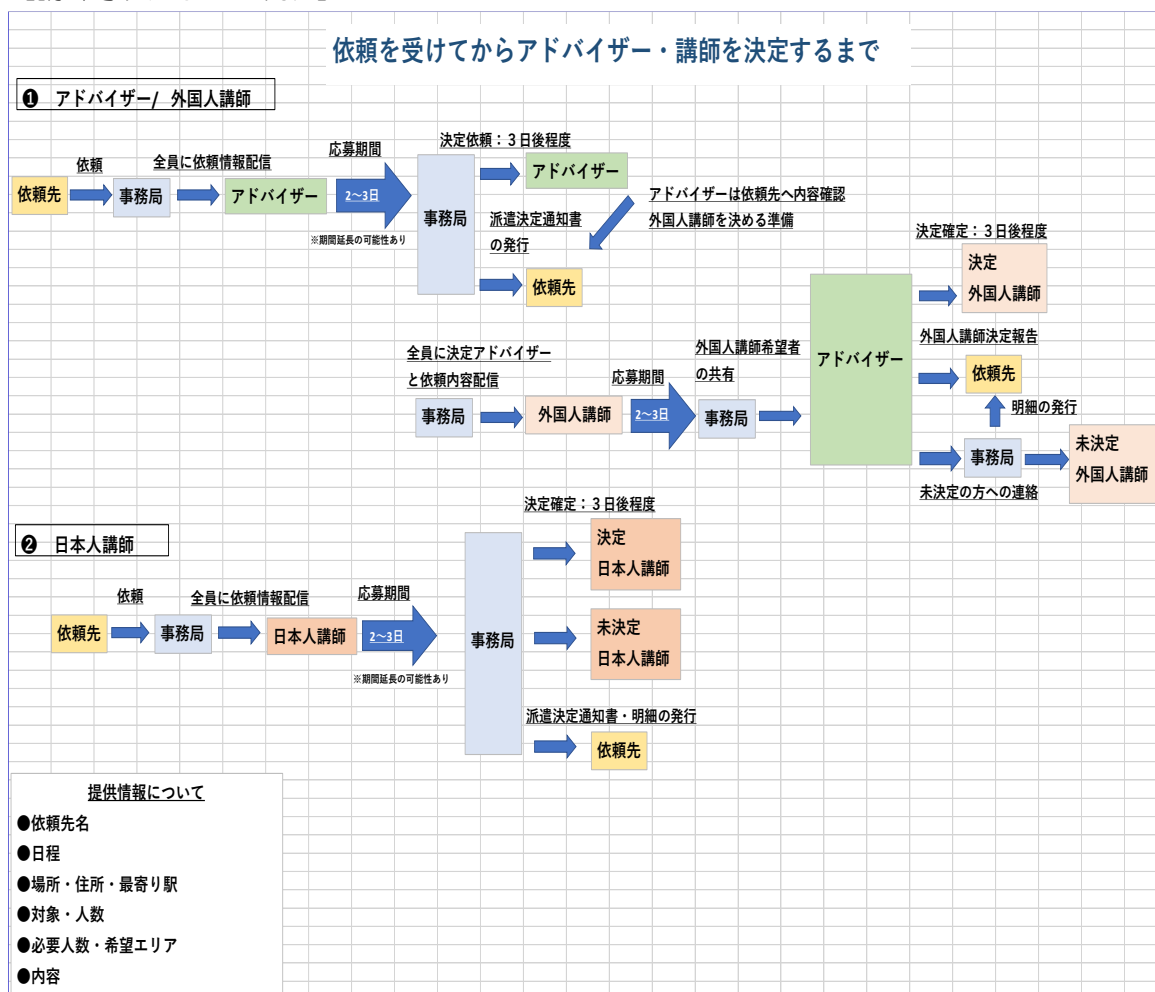 依頼を受けてからアドバイザー・講師を決定するまで
❶ アドバイザー/ 外国人講師
依頼先
依頼
事務局
全員に依頼情報配信
アドバイザー
応募期間
2~3日
※期間延長の可能性あり
事務局
決定依頼:3日後程度
アドバイザー
アドバイザーは依頼先へ内容確認
外国人講師を決める準備
派遣決定通知書
の発行
依頼先
全員に決定アドバイザー
と依頼内容配信
事務局
外国人講師
応募期間
2~3日
外国人講師希望者
の共有
事務局
アドバイザー
決定確定:3日後程度
決定
外国人講師
外国人講師決定報告
依頼先
明細の発行
事務局
未決定の方への連絡
未決定
外国人講師
❷ 日本人講師
依頼先
依頼
事務局
全員に依頼情報配信
日本人講師
応募期間
2~3日
※期間延長の可能性あり
事務局
決定確定:3日後程度
決定
日本人講師
未決定
日本人講師
派遣決定通知書・明細の発行
依頼先
提供情報について
●依頼先名
●日程
●場所・住所・最寄り駅
●対象・人数
●必要人数・希望エリア
●内容